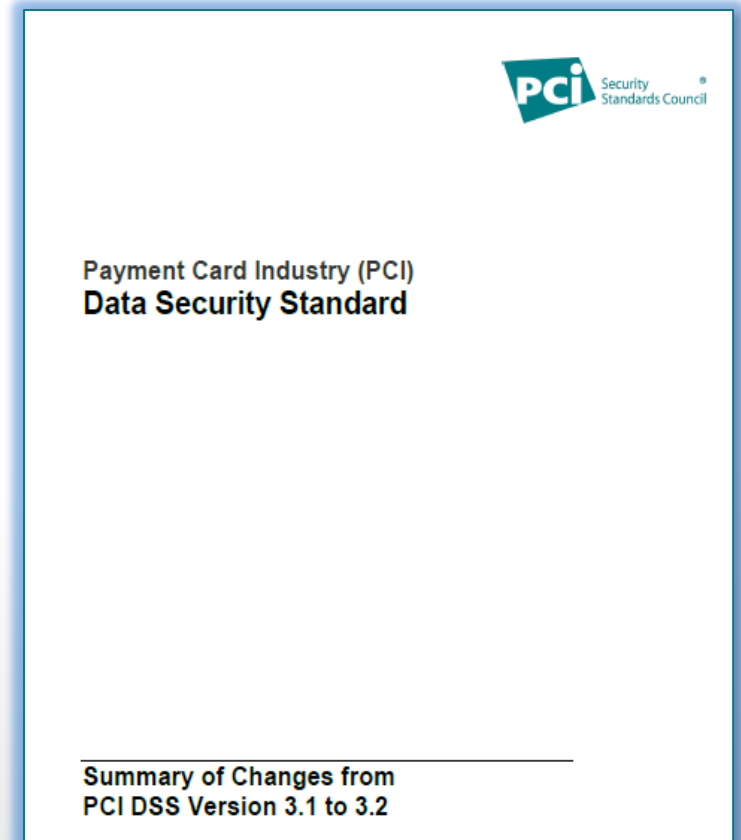 PCi Security ®
Standards Council
Payment Card Industry (PCI)
Data Security Standard
Summary of Changes from
PCI DSS Version 3.1 to 3.2